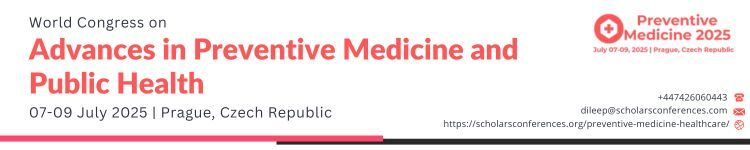 World Congress on
Advances in Preventive Medicine and
Public Health
07-09 July 2025 | Prague, Czech Republic
Preventive
Medicine 2025
July 07-09, 2025 | Prague, Czech Republic
+447426060443
dileep@scholarsconferences.org
https://scholarsconferences.org/preventive-medicine-healthcare/